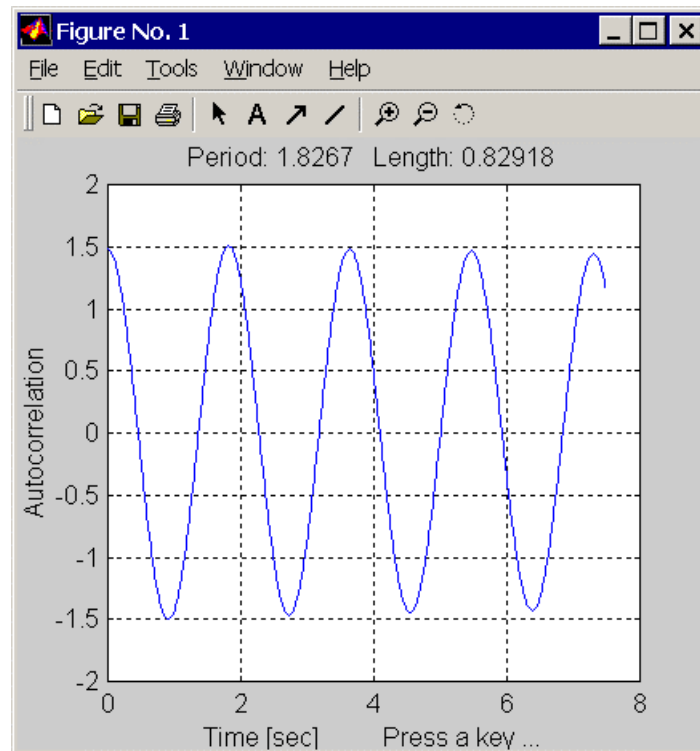 Figure No. 1
File Edit Tools Window Help
A
Period: 1.8267 Length: 0.82918
2
1.5
1
0.5
0
-0.5
-1
-1.5
-2
Autocorrelation
0 2 4 6 8
Time [sec] Press a key ...